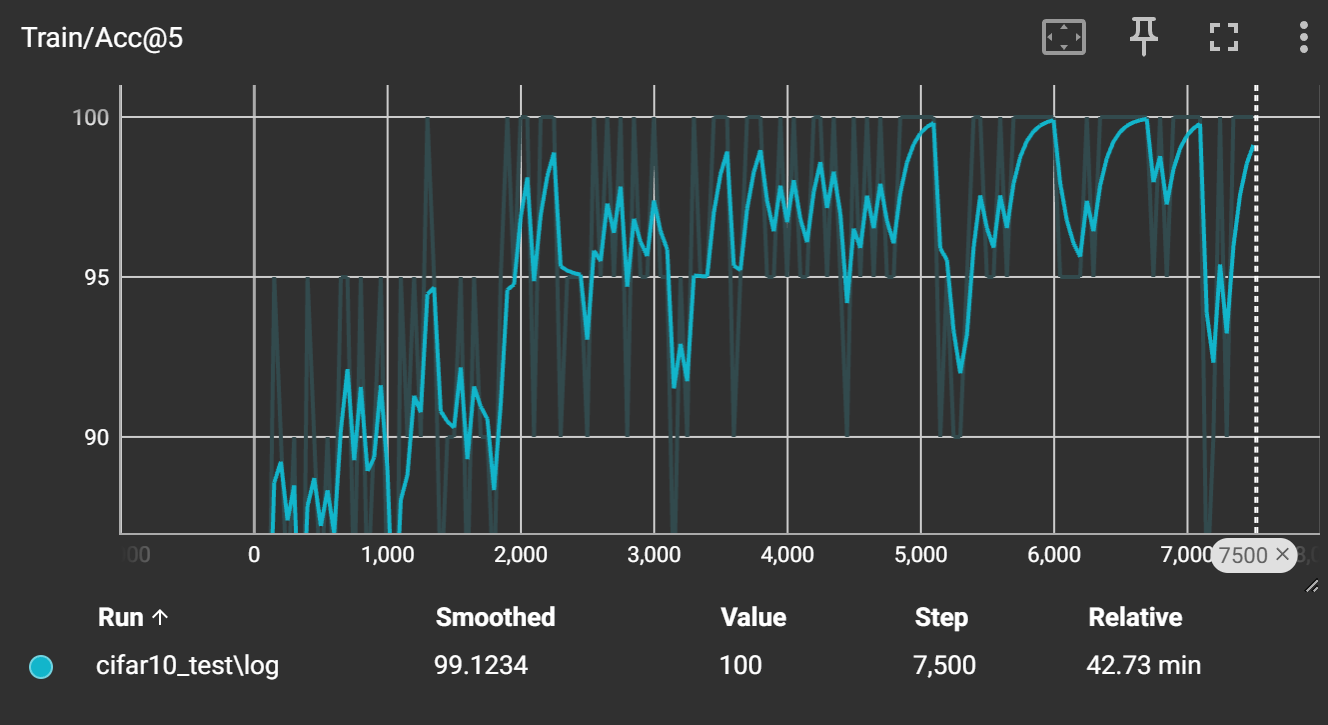 Train/Acc@5
100
95
90
00 0 1,000 2,000 3,000 4,000 5,000 6,000 7,000 7500 ×
Run ↑ Smoothed Value Step Relative
cifar10_test\log 99.1234 100 7,500 42.73 min